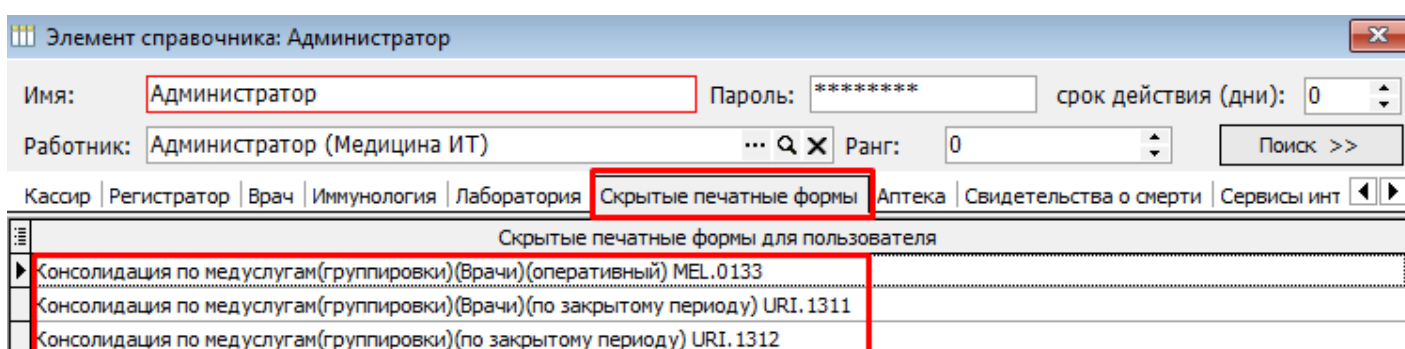 Элемент справочника: Администратор
Имя: Администратор Пароль: ******** срок действия (дни): 0
Работник: Администратор (Медицина ИТ) ... Ранг: 0 Поиск >>
Кассир Регистратор Врач Иммунология Лаборатория Скрытые печатные формы Аптека Свидетельства о смерти Сервисы инт
Скрытые печатные формы для пользователя
Консолидация по медуслугам(группировки)(Врачи)(оперативный) MEL.0133
Консолидация по медуслугам(группировки)(Врачи)(по закрытому периоду) URI.1311
Консолидация по медуслугам(группировки)(по закрытому периоду) URI.1312